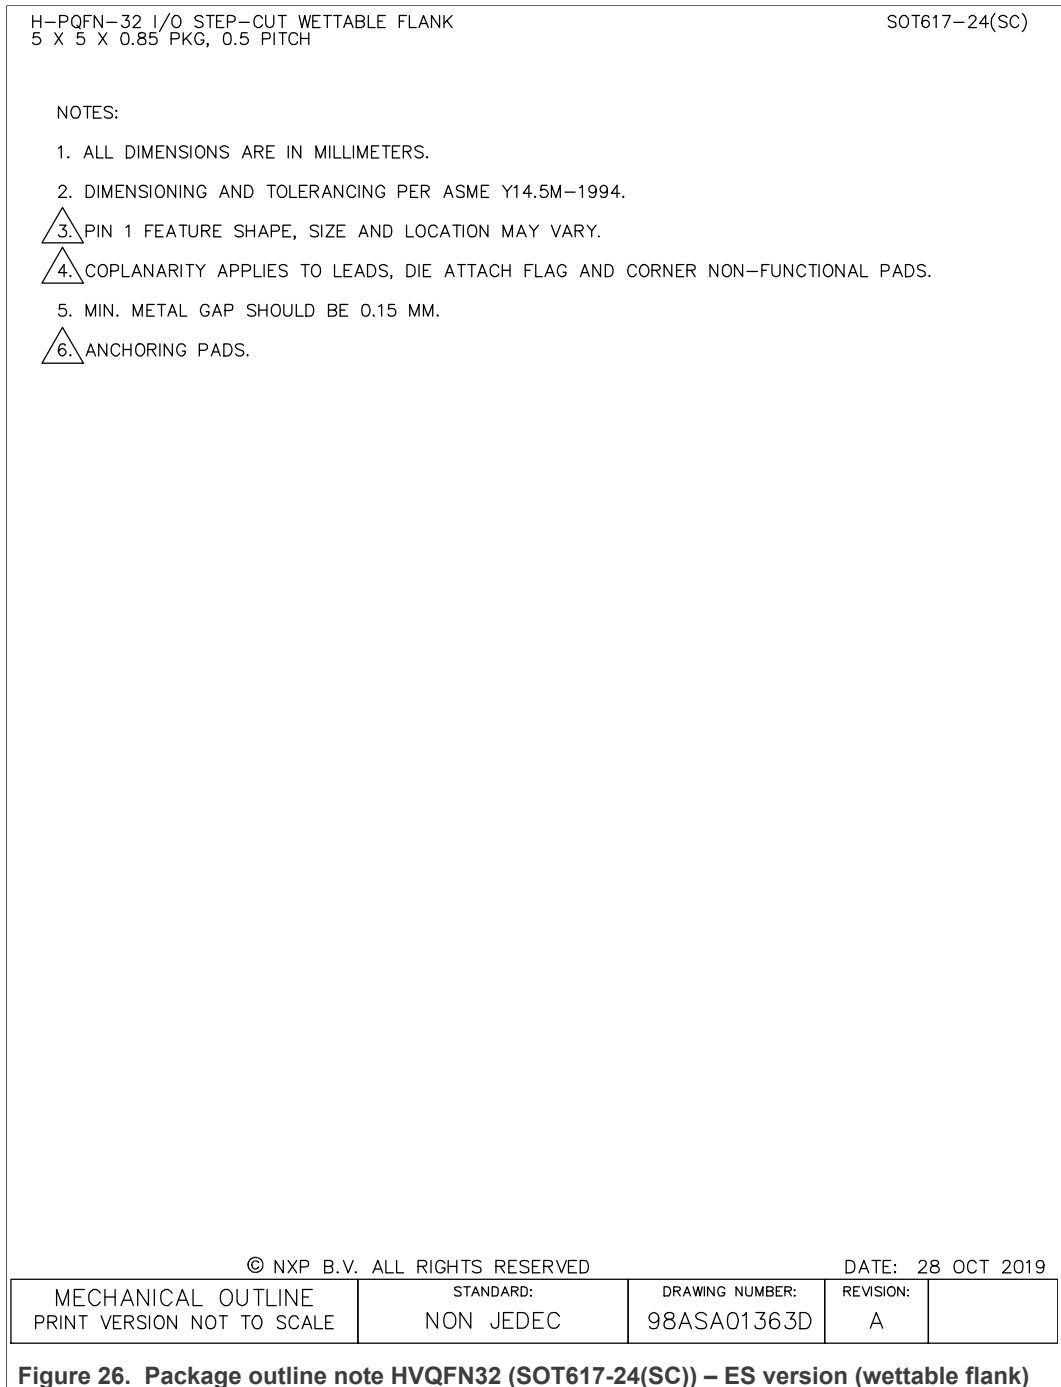 H-PQFN-32 I/O STEP-CUT WETTABLE FLANK
5 X 5 X 0.85 PKG, 0.5 PITCH
SOT617-24(SC)
NOTES:
1. ALL DIMENSIONS ARE IN MILLIMETERS.
2. DIMENSIONING AND TOLERANCING PER ASME Y14.5M-1994.
3. PIN 1 FEATURE SHAPE, SIZE AND LOCATION MAY VARY.
4. COPLANARITY APPLIES TO LEADS, DIE ATTACH FLAG AND CORNER NON-FUNCTIONAL PADS.
5. MIN. METAL GAP SHOULD BE 0.15 MM.
6. ANCHORING PADS.
© NXP B.V. ALL RIGHTS RESERVED
DATE: 28 OCT 2019
MECHANICAL OUTLINE
PRINT VERSION NOT TO SCALE
STANDARD:
NON JEDEC
DRAWING NUMBER:
98ASA01363D
REVISION:
A
Figure 26. Package outline note HVQFN32 (SOT617-24(SC)) – ES version (wettable flank)